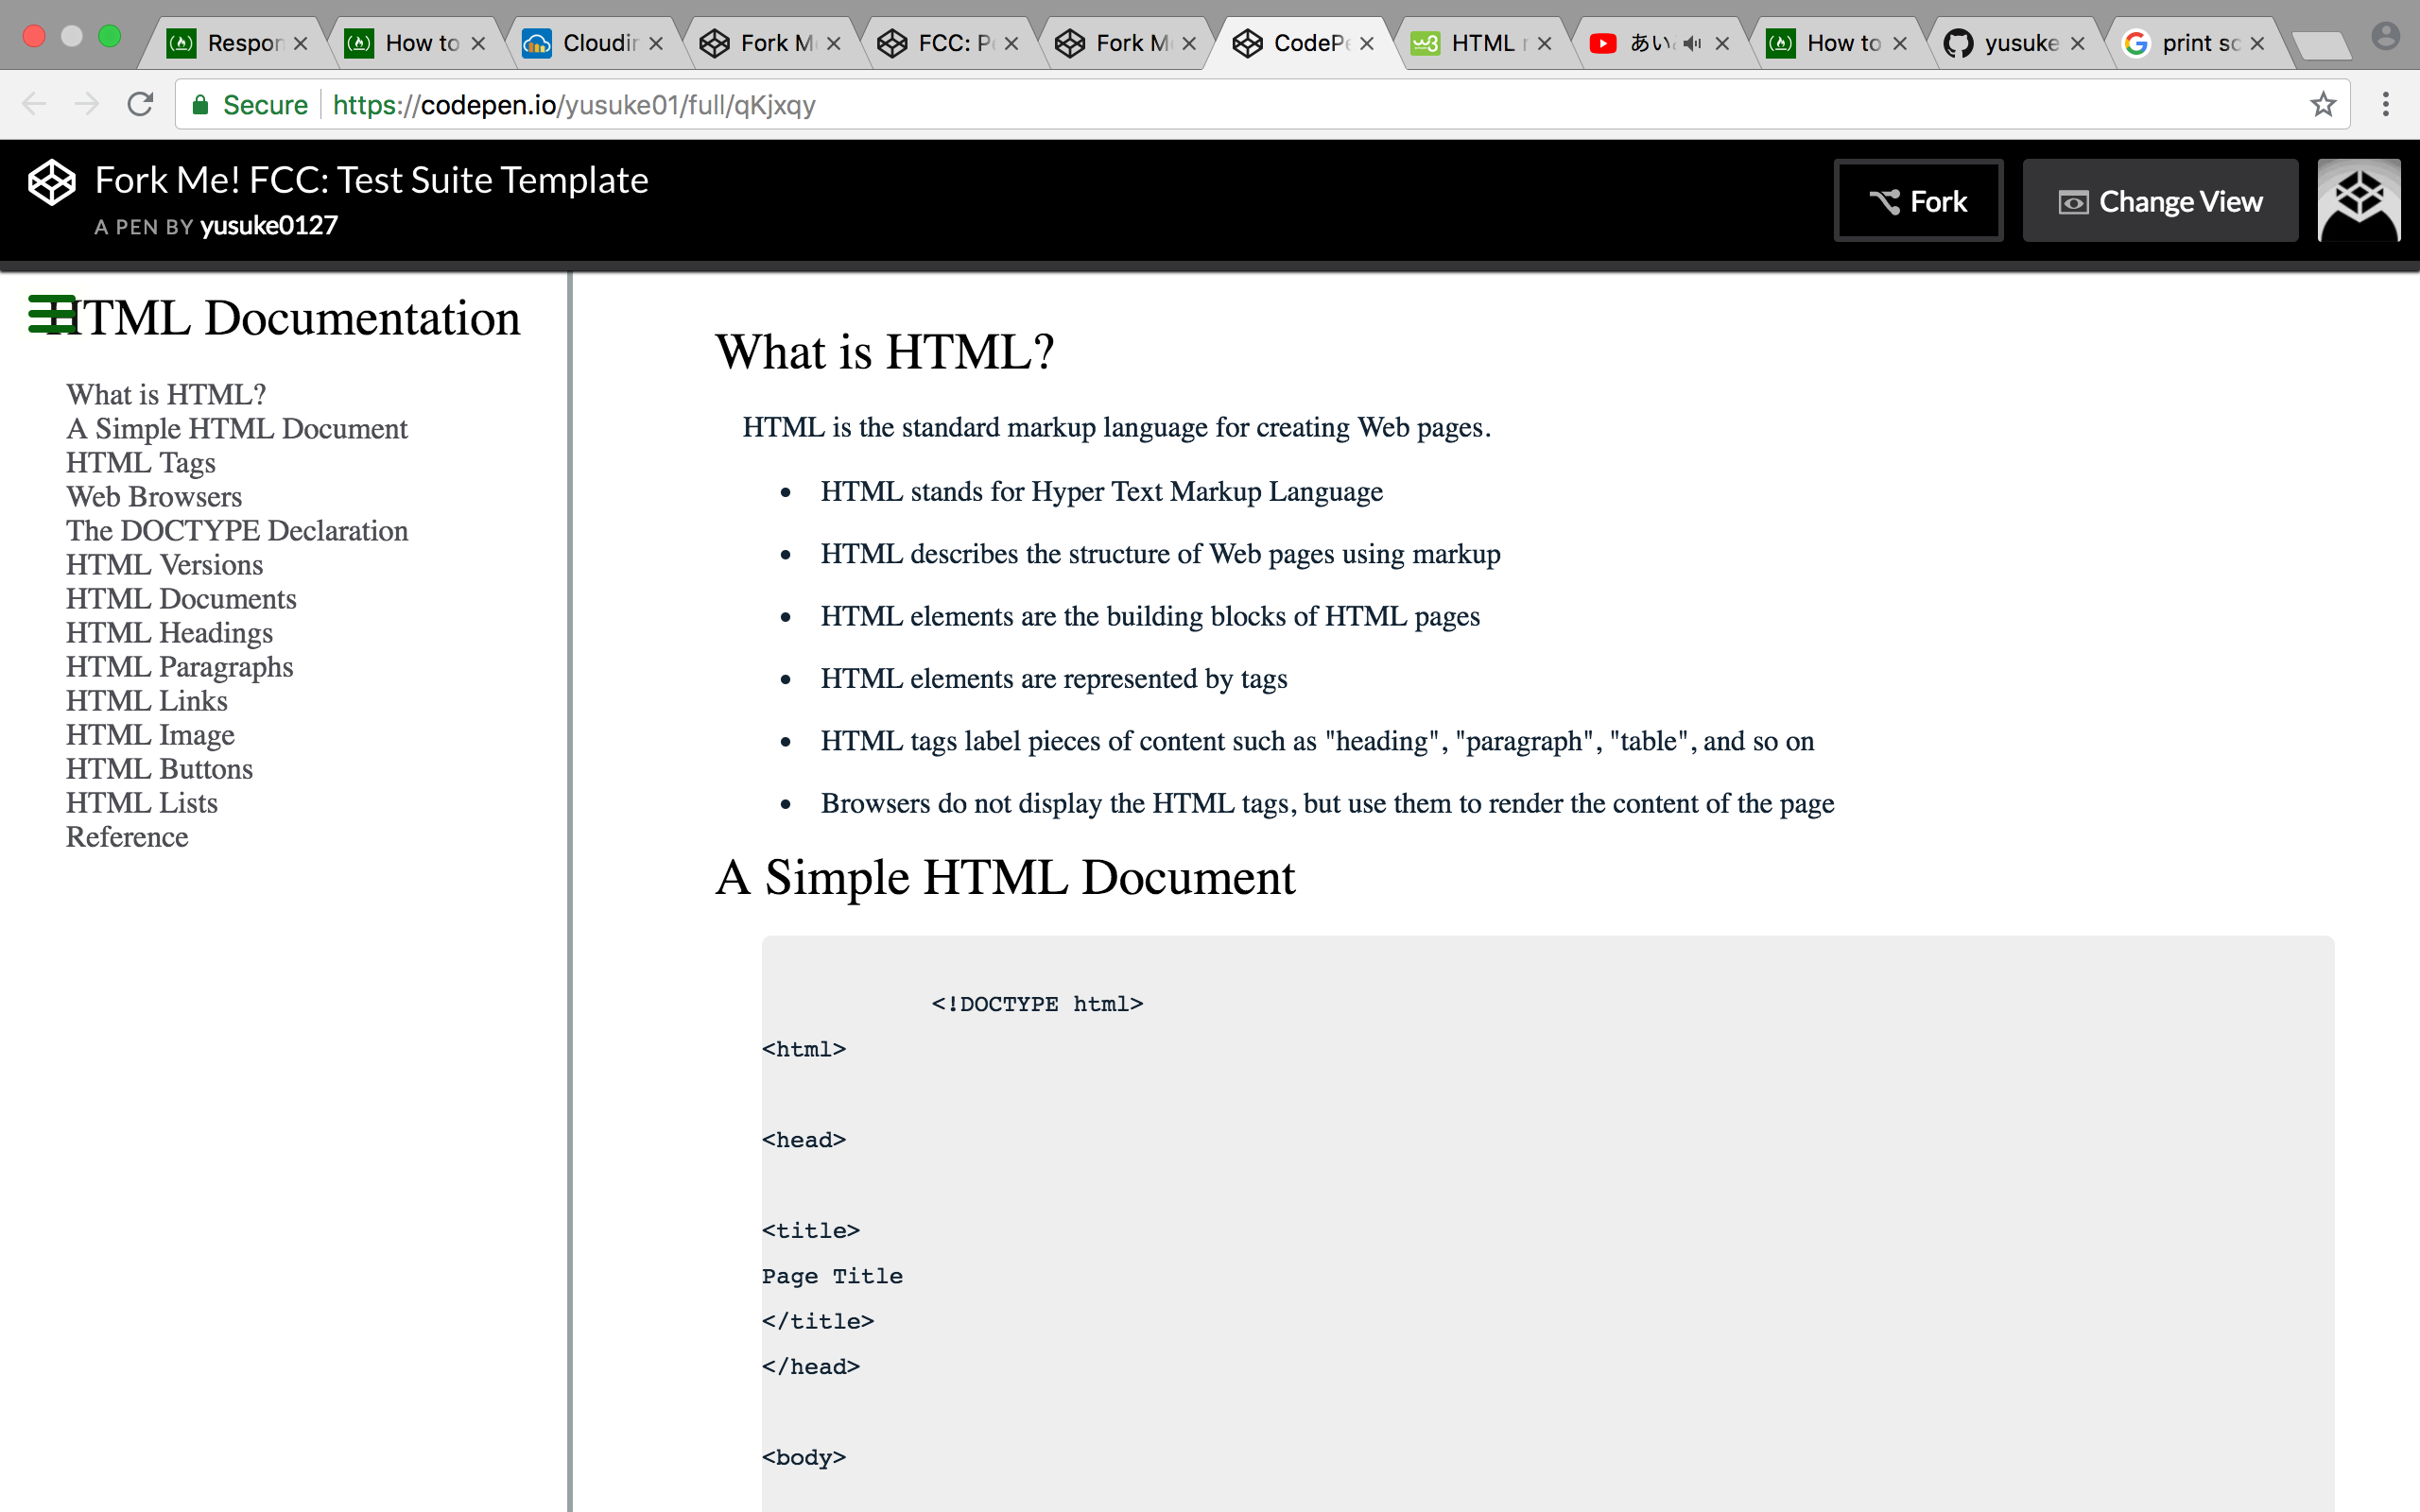 Respon
How to
Cloudin
Fork M
FCC: P
Fork M
CodePe
HTML
あい
How to
yusuke
print sc
Secure
https://codepen.io/yusuke01/full/qKjxqy
Fork Me! FCC: Test Suite Template
A PEN BY yusuke0127
Fork
Change View
HTML Documentation
What is HTML?
A Simple HTML Document
HTML Tags
Web Browsers
The DOCTYPE Declaration
HTML Versions
HTML Documents
HTML Headings
HTML Paragraphs
HTML Links
HTML Image
HTML Buttons
HTML Lists
Reference
What is HTML?
HTML is the standard markup language for creating Web pages.
• HTML stands for Hyper Text Markup Language
• HTML describes the structure of Web pages using markup
• HTML elements are the building blocks of HTML pages
• HTML elements are represented by tags
• HTML tags label pieces of content such as "heading", "paragraph", "table", and so on
• Browsers do not display the HTML tags, but use them to render the content of the page
A Simple HTML Document
<!DOCTYPE html>
<html>
<head>
<title>
Page Title
</title>
</head>
<body>